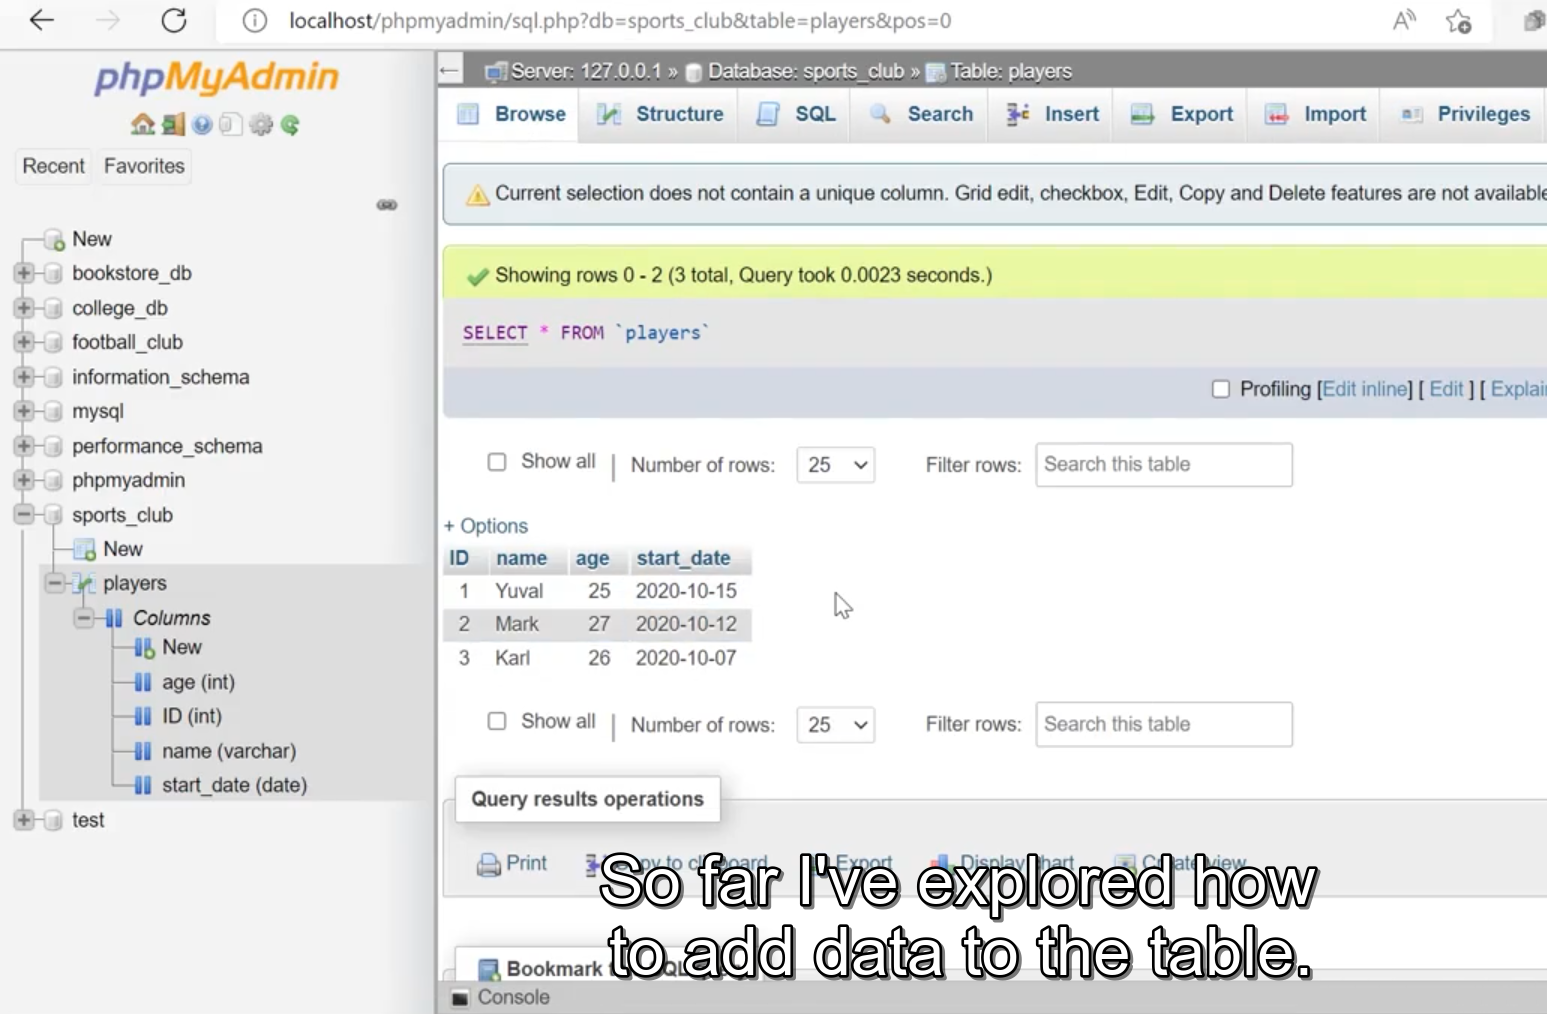 localhost/phpmyadmin/sql.php?db=sports_club&table=players&pos=0
phpMyAdmin
Recent Favorites
New
bookstore_db
college_db
football_club
information_schema
mysql
performance_schema
phpmyadmin
sports_club
New
players
Columns
New
age (int)
ID (int)
name (varchar)
start_date (date)
test
Server: 127.0.0.1 » Database: sports_club » Table: players
Browse Structure SQL Search Insert Export Import Privileges
Current selection does not contain a unique column. Grid edit, checkbox, Edit, Copy and Delete features are not available
Showing rows 0 - 2 (3 total, Query took 0.0023 seconds.)
SELECT * FROM `players`
Profiling [Edit inline] [ Edit ] [ Explain
Show all | Number of rows: 25 Filter rows: Search this table
+ Options
ID name age start_date
1 Yuval 25 2020-10-15
2 Mark 27 2020-10-12
3 Karl 26 2020-10-07
Show all | Number of rows: 25 Filter rows: Search this table
Query results operations
Print Copy to clipboard Export Display chart Create view
So far I've explored how
to add data to the table.
Bookmark
Console